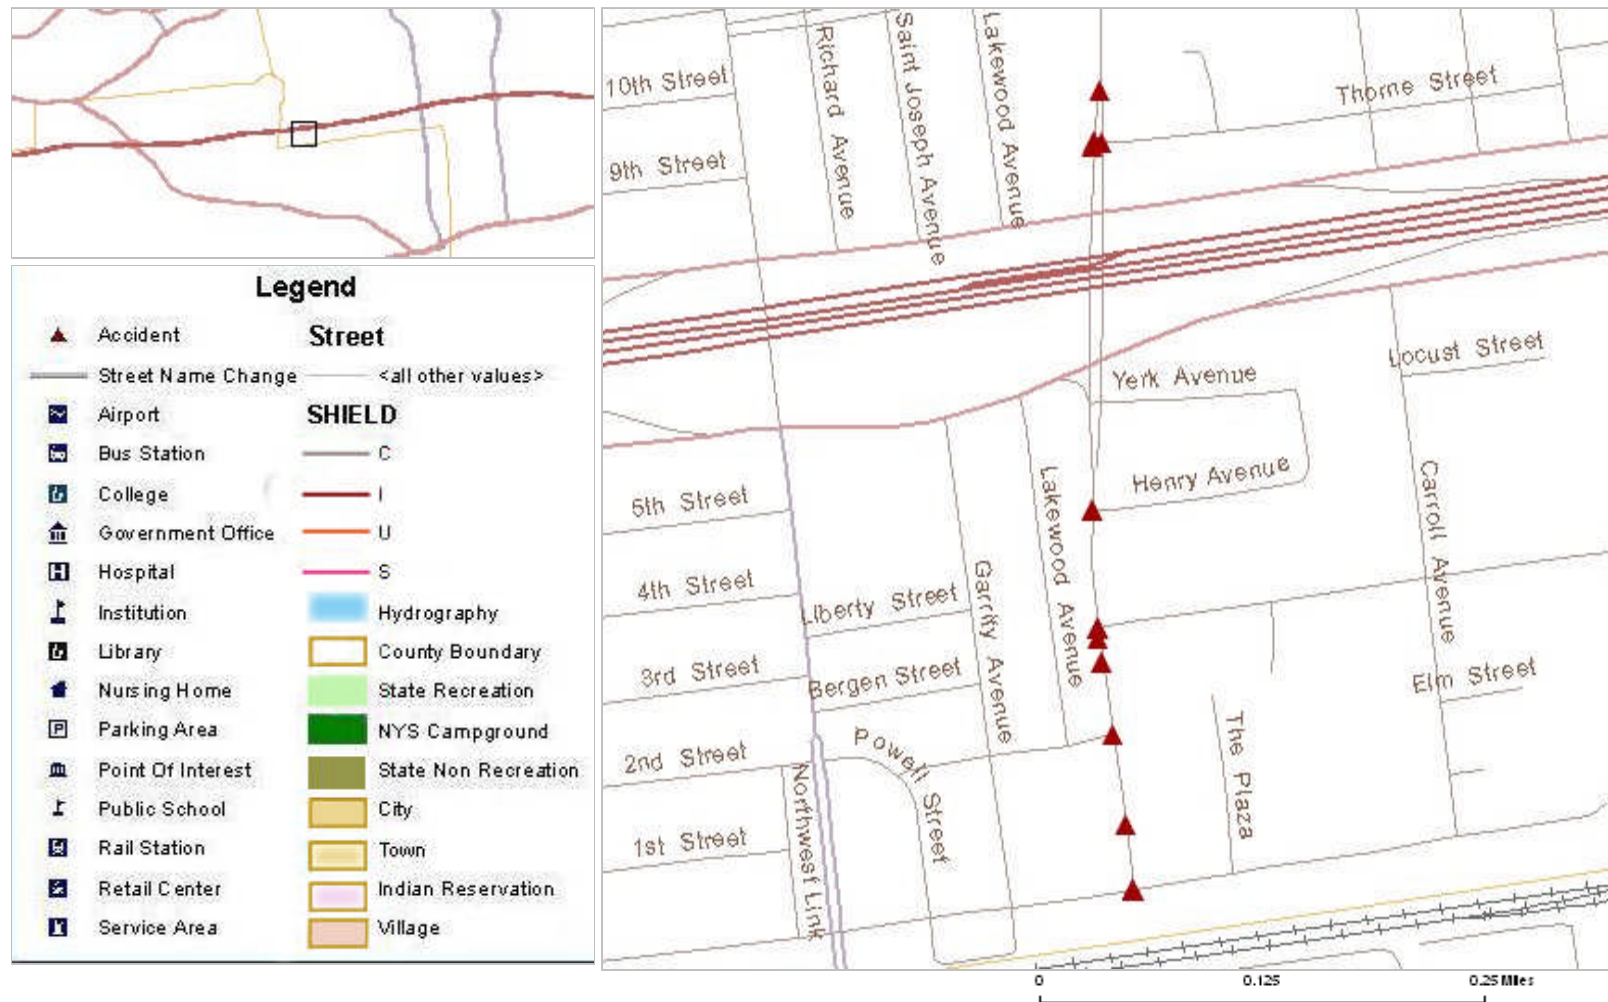 Legend
Accident
Street
Street Name Change
<all other values>
Airport
SHIELD
Bus Station
C
College
I
Government Office
U
Hospital
S
Institution
Hydrography
Library
County Boundary
Nursing Home
State Recreation
Parking Area
NYS Campground
Point Of Interest
State Non Recreation
Public School
City
Rail Station
Town
Retail Center
Indian Reservation
Service Area
Village
10th Street
9th Street
Richard Avenue
Saint Joseph Avenue
Lakewood Avenue
Thorne Street
Locust Street
Yerk Avenue
Henry Avenue
5th Street
4th Street
3rd Street
2nd Street
1st Street
Liberty Street
Bergen Street
Powell Street
Northwest Link
Garrity Avenue
Lakewood Avenue
Carroll Avenue
Elm Street
The Plaza
0
0.125
0.25 Miles